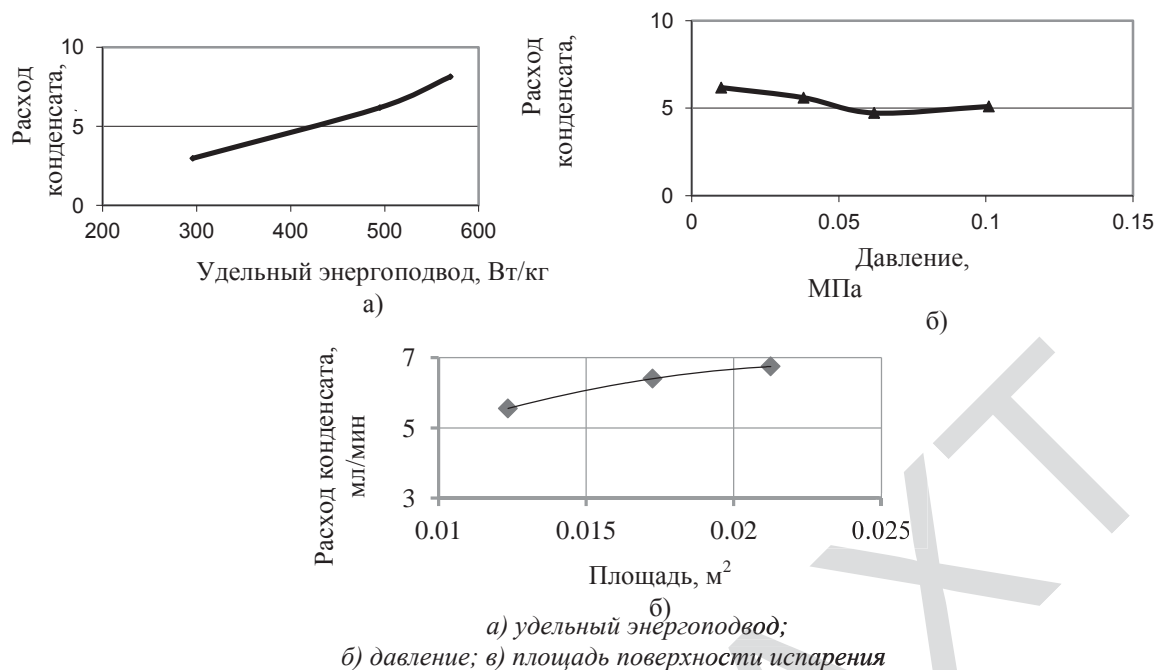 10
5
0
200 300 400 500 600
Расход
конденсата,
Удельный энергоподвод, Вт/кг
а)
10
5
0
0 0.05 0.1 0.15
Расход
конденсата,
Давление,
МПа
б)
7
5
3
0.01 0.015 0.02 0.025
Расход конденсата,
мл/мин
Площадь, м²
б)
а) удельный энергоподвод;
б) давление; в) площадь поверхности испарения
АХТ